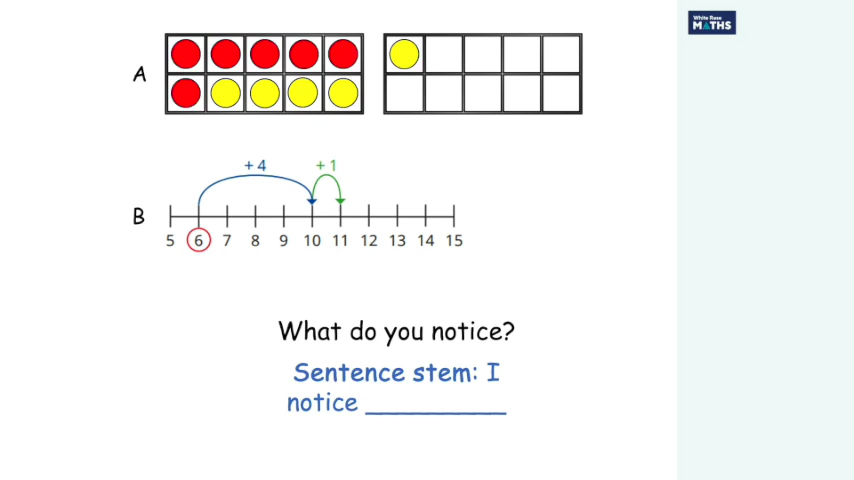 White Rose
MATHS
A
+ 4 + 1
B
5 6 7 8 9 10 11 12 13 14 15
What do you notice?
Sentence stem: I
notice __________